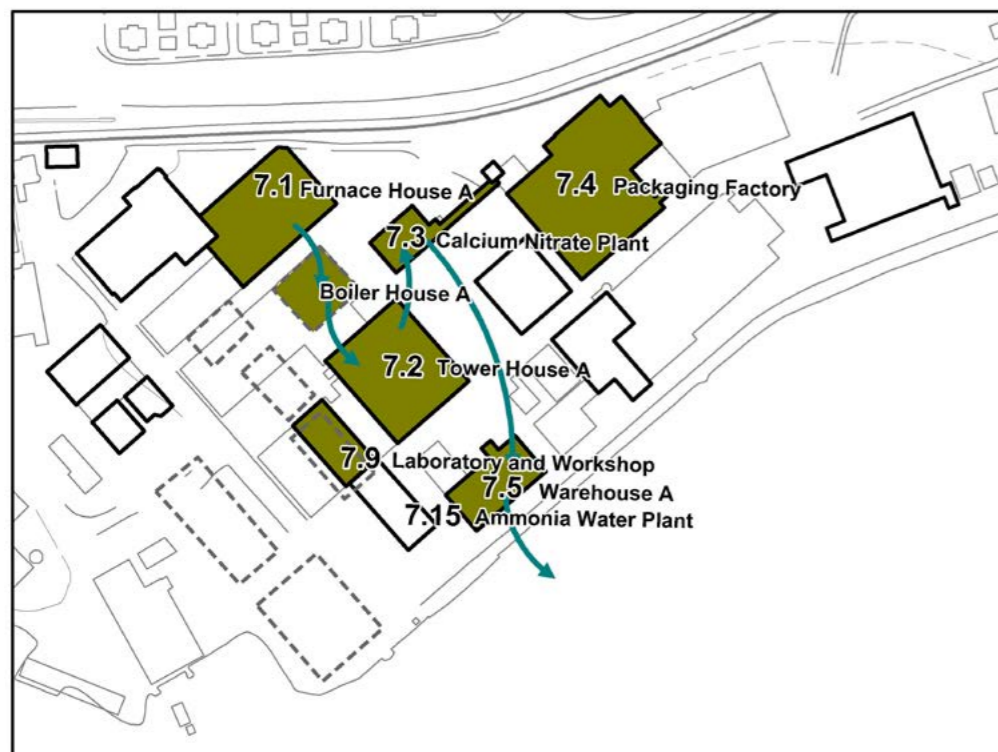 7.1 Furnace House A
7.4 Packaging Factory
7.3 Calcium Nitrate Plant
Boiler House A
7.2 Tower House A
7.9 Laboratory and Workshop
7.5 Warehouse A
7.15 Ammonia Water Plant